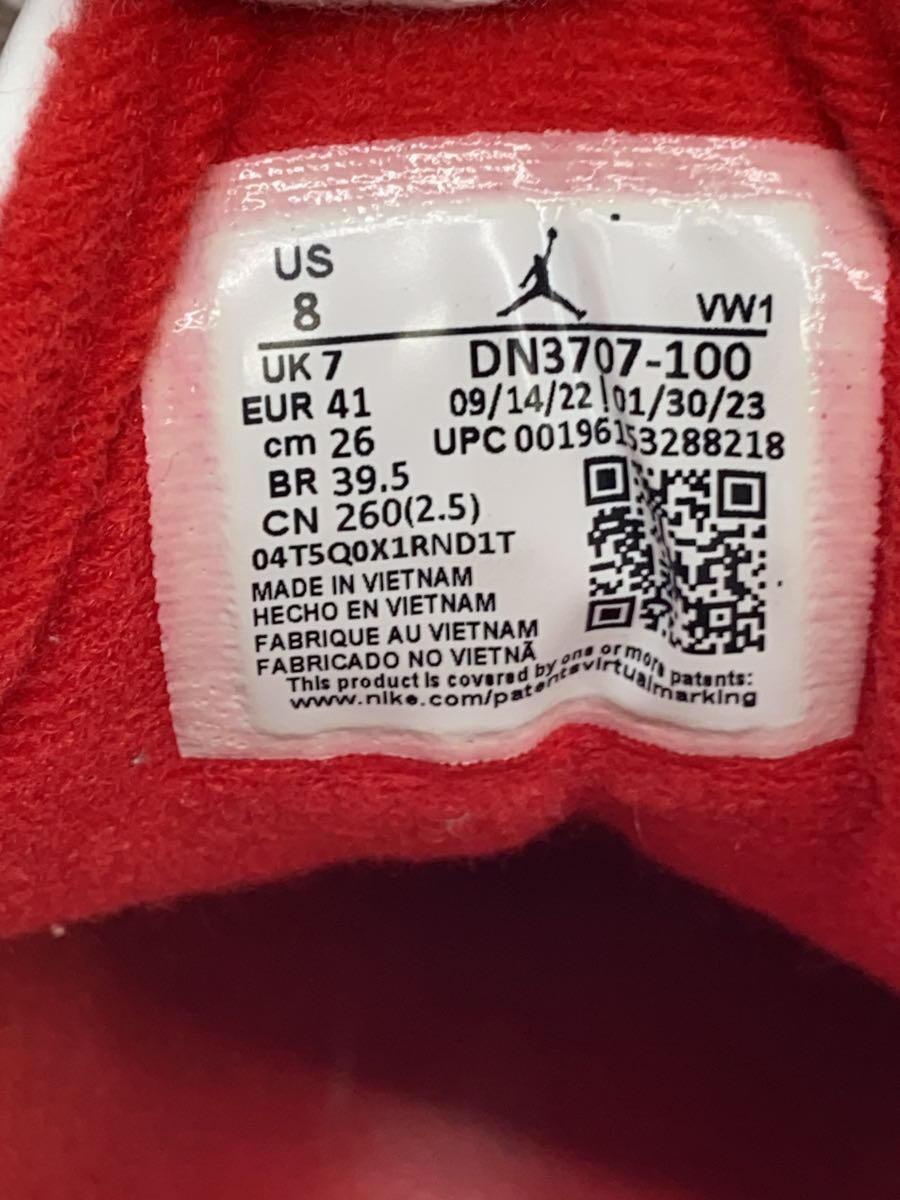 US
8
VW1
UK 7
DN3707-100
EUR 41
09/14/22 01/30/23
cm 26
UPC 00196153288218
BR 39.5
CN 260(2.5)
04T5Q0X1RND1T
MADE IN VIETNAM
HECHO EN VIETNAM
FABRIQUE AU VIETNAM
FABRICADO NO VIETNÃ
This product is covered by one or more patents:
www.nike.com/patentsvirtualmarking